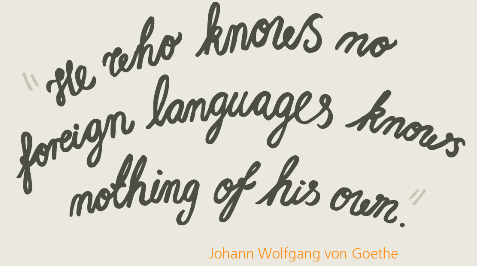 "He who knows no
foreign languages knows
nothing of his own."
Johann Wolfgang von Goethe